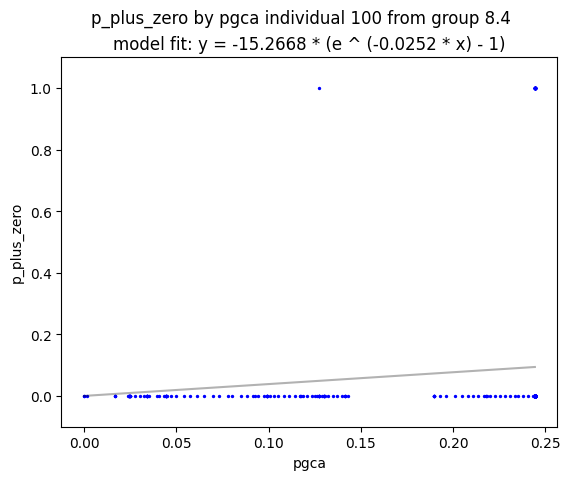 p_plus_zero by pgca individual 100 from group 8.4
model fit: y = -15.2668 * (e ^ (-0.0252 * x) - 1)
1.0
0.8
0.6
0.4
0.2
0.0
p_plus_zero
0.00 0.05 0.10 0.15 0.20 0.25
pgca